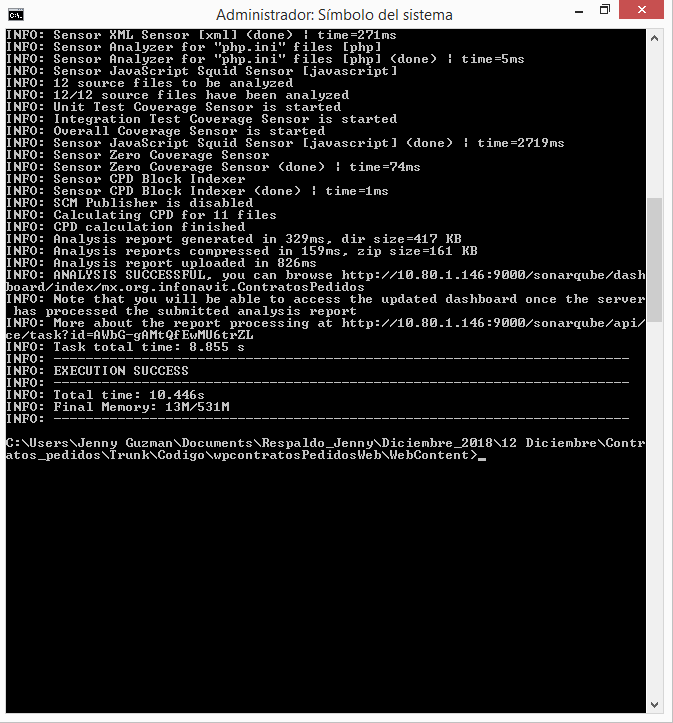 Administrador: Símbolo del sistema
INFO: Sensor XML Sensor [xml] (done) | time=271ms
INFO: Sensor Analyzer for "php.ini" files [php]
INFO: Sensor Analyzer for "php.ini" files [php] (done) | time=5ms
INFO: Sensor JavaScript Squid Sensor [javascript]
INFO: 12 source files to be analyzed
INFO: 12/12 source files have been analyzed
INFO: Unit Test Coverage Sensor is started
INFO: Integration Test Coverage Sensor is started
INFO: Overall Coverage Sensor is started
INFO: Sensor JavaScript Squid Sensor [javascript] (done) | time=2719ms
INFO: Sensor Zero Coverage Sensor
INFO: Sensor Zero Coverage Sensor (done) | time=74ms
INFO: Sensor CPD Block Indexer
INFO: Sensor CPD Block Indexer (done) | time=1ms
INFO: SCM Publisher is disabled
INFO: Calculating CPD for 11 files
INFO: CPD calculation finished
INFO: Analysis report generated in 329ms, dir size=417 KB
INFO: Analysis reports compressed in 159ms, zip size=161 KB
INFO: Analysis report uploaded in 826ms
INFO: ANALYSIS SUCCESSFUL, you can browse http://10.80.1.146:9000/sonarqube/dash
board/index/mx.org.infonavit.ContratosPedidos
INFO: Note that you will be able to access the updated dashboard once the server
 has processed the submitted analysis report
INFO: More about the report processing at http://10.80.1.146:9000/sonarqube/api/
ce/task?id=AWbG-gAMtQfEwMU6trZL
INFO: Task total time: 8.855 s
INFO: ------------------------------------------------------------------------
INFO: EXECUTION SUCCESS
INFO: ------------------------------------------------------------------------
INFO: Total time: 10.446s
INFO: Final Memory: 13M/531M
INFO: ------------------------------------------------------------------------
C:\Users\Jenny Guzman\Documents\Respaldo_Jenny\Diciembre_2018\12 Diciembre\Contr
atos_pedidos\Trunk\Codigo\wpcontratosPedidosWeb\WebContent>_